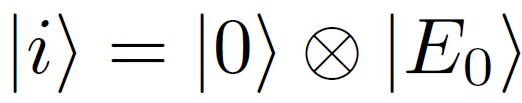 |i⟩ = |0⟩ ⊗ |E₀⟩